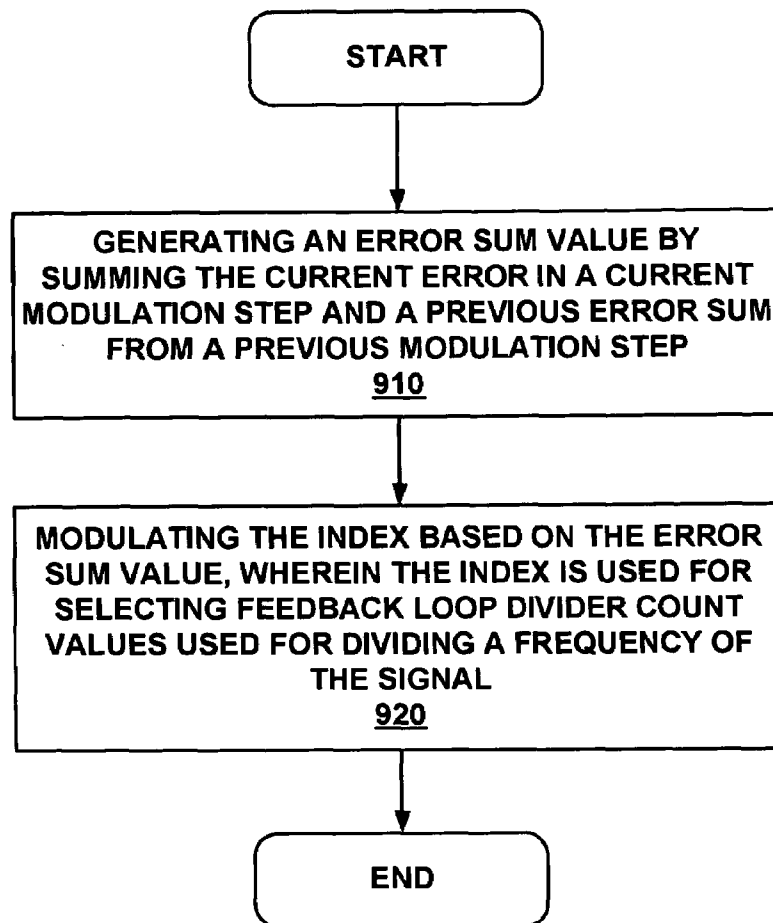 START
GENERATING AN ERROR SUM VALUE BY
SUMMING THE CURRENT ERROR IN A CURRENT
MODULATION STEP AND A PREVIOUS ERROR SUM
FROM A PREVIOUS MODULATION STEP
910
MODULATING THE INDEX BASED ON THE ERROR
SUM VALUE, WHEREIN THE INDEX IS USED FOR
SELECTING FEEDBACK LOOP DIVIDER COUNT
VALUES USED FOR DIVIDING A FREQUENCY OF
THE SIGNAL
920
END